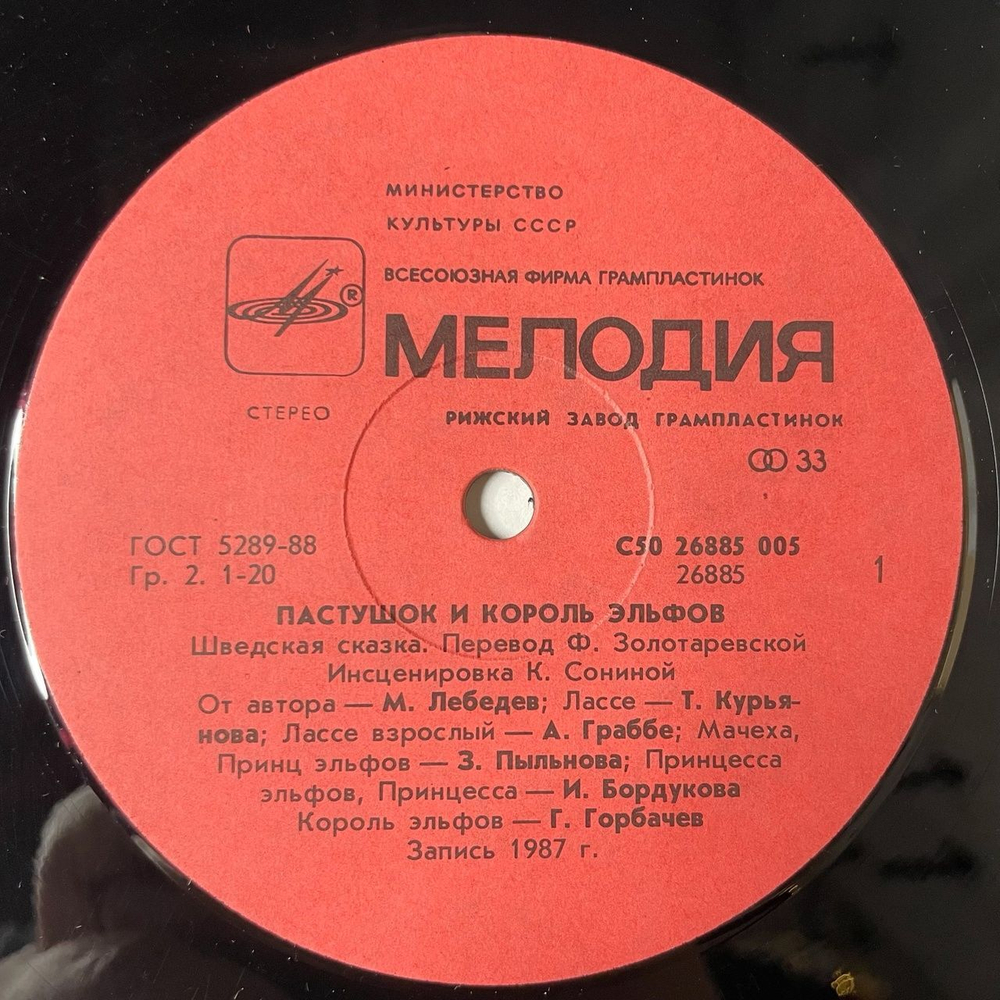 МИНИСТЕРСТВО
КУЛЬТУРЫ СССР
ВСЕСОЮЗНАЯ ФИРМА ГРАМПЛАСТИНОК
®
МЕЛОДИЯ
СТЕРЕО
РИЖСКИЙ ЗАВОД ГРАМПЛАСТИНОК
33
ГОСТ 5289-88
С50 26885 005
Гр. 2. 1-20
26885
1
ПАСТУШОК И КОРОЛЬ ЭЛЬФОВ
Шведская сказка. Перевод Ф. Золотаревской
Инсценировка К. Сониной
От автора — М. Лебедев; Лассе — Т. Курья-
нова; Лассе взрослый — А. Граббе; Мачеха,
Принц эльфов — З. Пыльнова; Принцесса
эльфов, Принцесса — И. Бордукова
Король эльфов — Г. Горбачев
Запись 1987 г.